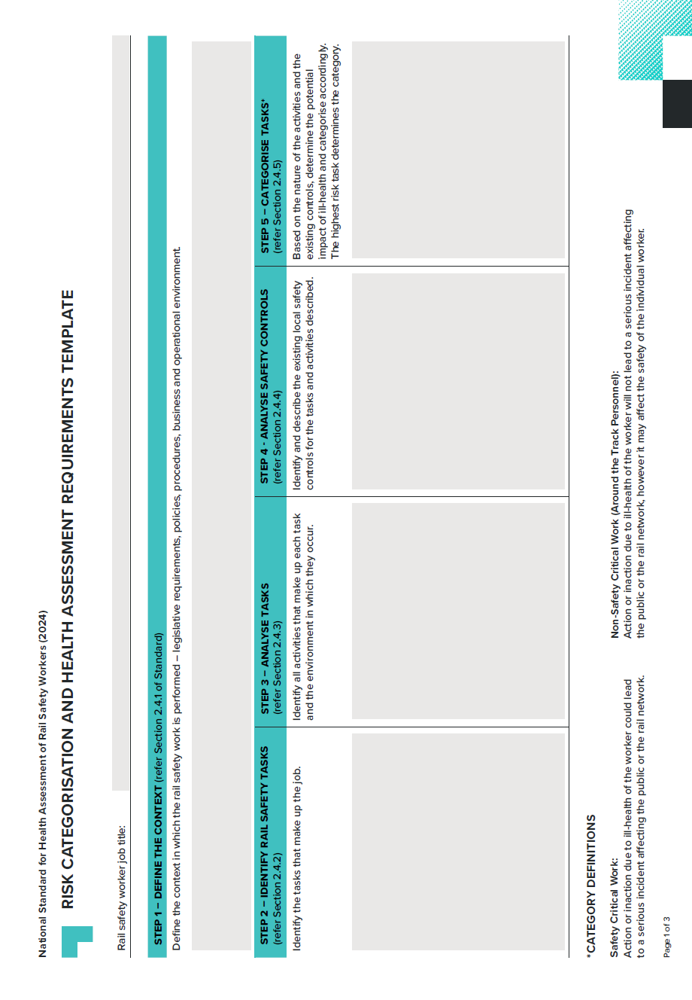 National Standard for Health Assessment of Rail Safety Workers (2024)
RISK CATEGORISATION AND HEALTH ASSESSMENT REQUIREMENTS TEMPLATE
Rail safety worker job title:
STEP 1 – DEFINE THE CONTEXT (refer Section 2.4.1 of Standard)
Define the context in which the rail safety work is performed – legislative requirements, policies, procedures, business and operational environment.
STEP 2 – IDENTIFY RAIL SAFETY TASKS
(refer Section 2.4.2)
Identify the tasks that make up the job.
STEP 3 – ANALYSE TASKS
(refer Section 2.4.3)
Identify all activities that make up each task
and the environment in which they occur.
STEP 4 - ANALYSE SAFETY CONTROLS
(refer Section 2.4.4)
Identify and describe the existing local safety
controls for the tasks and activities described.
STEP 5 – CATEGORISE TASKS*
(refer Section 2.4.5)
Based on the nature of the activities and the
existing controls, determine the potential
impact of ill-health and categorise accordingly.
The highest risk task determines the category.
*CATEGORY DEFINITIONS
Safety Critical Work:
Action or inaction due to ill-health of the worker could lead
to a serious incident affecting the public or the rail network.
Non-Safety Critical Work (Around the Track Personnel):
Action or inaction due to ill-health of the worker will not lead to a serious incident affecting
the public or the rail network, however it may affect the safety of the individual worker.
Page 1 of 3